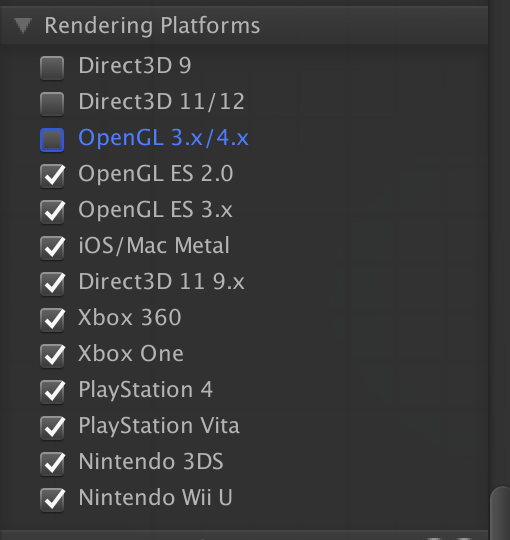 Rendering Platforms
Direct3D 9
Direct3D 11/12
OpenGL 3.x/4.x
OpenGL ES 2.0
OpenGL ES 3.x
iOS/Mac Metal
Direct3D 11 9.x
Xbox 360
Xbox One
PlayStation 4
PlayStation Vita
Nintendo 3DS
Nintendo Wii U